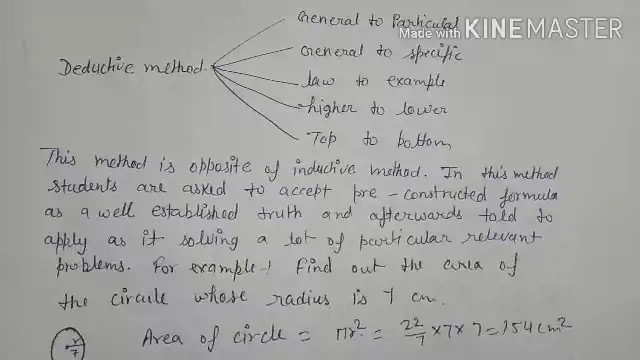 General to Particulal
Made with KINEMASTER
General to specific
Deductive method
law to example
higher to lower
Top to bottom
This method is opposite of inductive method. In this method
students are asked to accept pre-constructed formula
as a well established truth and afterwards told to
apply as it solving a lot of particular relevant
problems. For example! Find out the area of
the circule whose radius is 7 cm.
Area of circle = πr² = 22/7 × 7 × 7 = 154 cm²